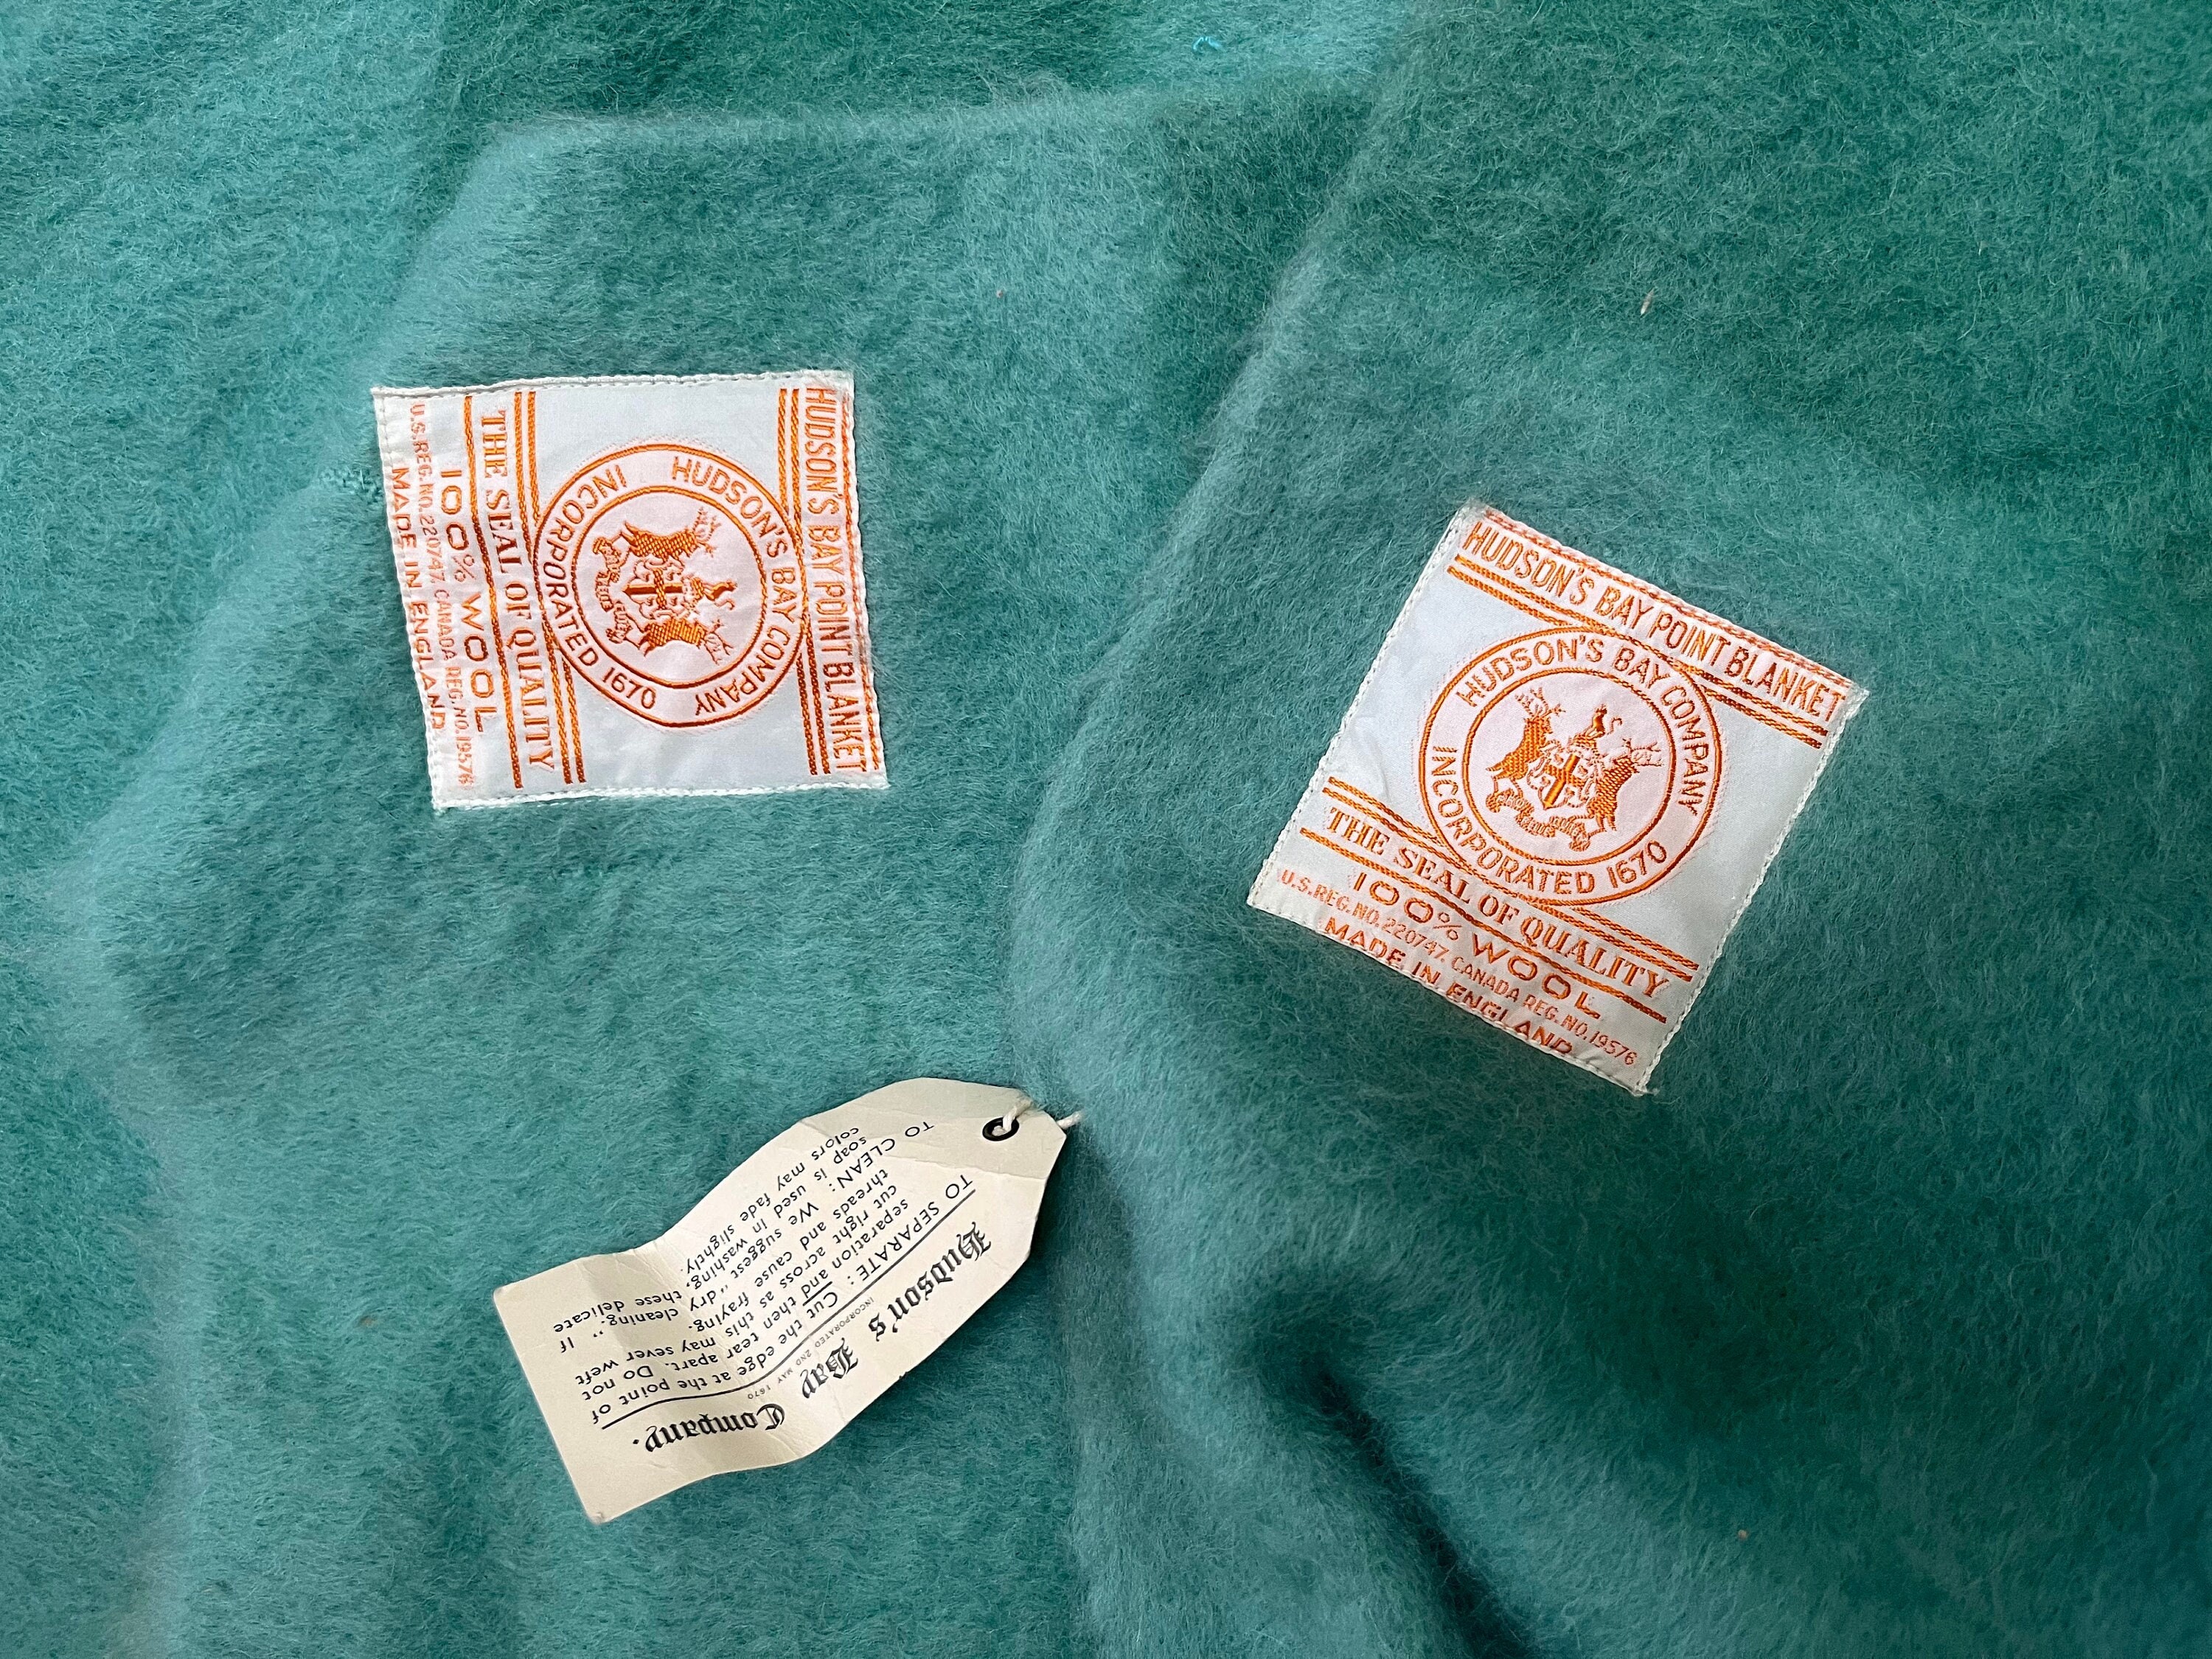 HUDSON'S BAY POINT BLANKET
HUDSON'S BAY COMPANY
INCORPORATED 1670
THE SEAL OF QUALITY
100% WOOL
U.S.REG.NO.220747. CANADA REG.NO.19576
MADE IN ENGLAND
HUDSON'S BAY POINT BLANKET
HUDSON'S BAY COMPANY
INCORPORATED 1670
THE SEAL OF QUALITY
100% WOOL
U.S.REG.NO.220747. CANADA REG.NO.19576
MADE IN ENGLAND
Hudson's Bay Company.
INCORPORATED 2ND MAY 1670
TO SEPARATE: Cut the edge at the point of
separation and then tear apart. Do not
cut right across as this may sever weft
threads and cause fraying.
TO CLEAN: We suggest "dry cleaning." If
soap is used in washing, these delicate
colors may fade slightly.